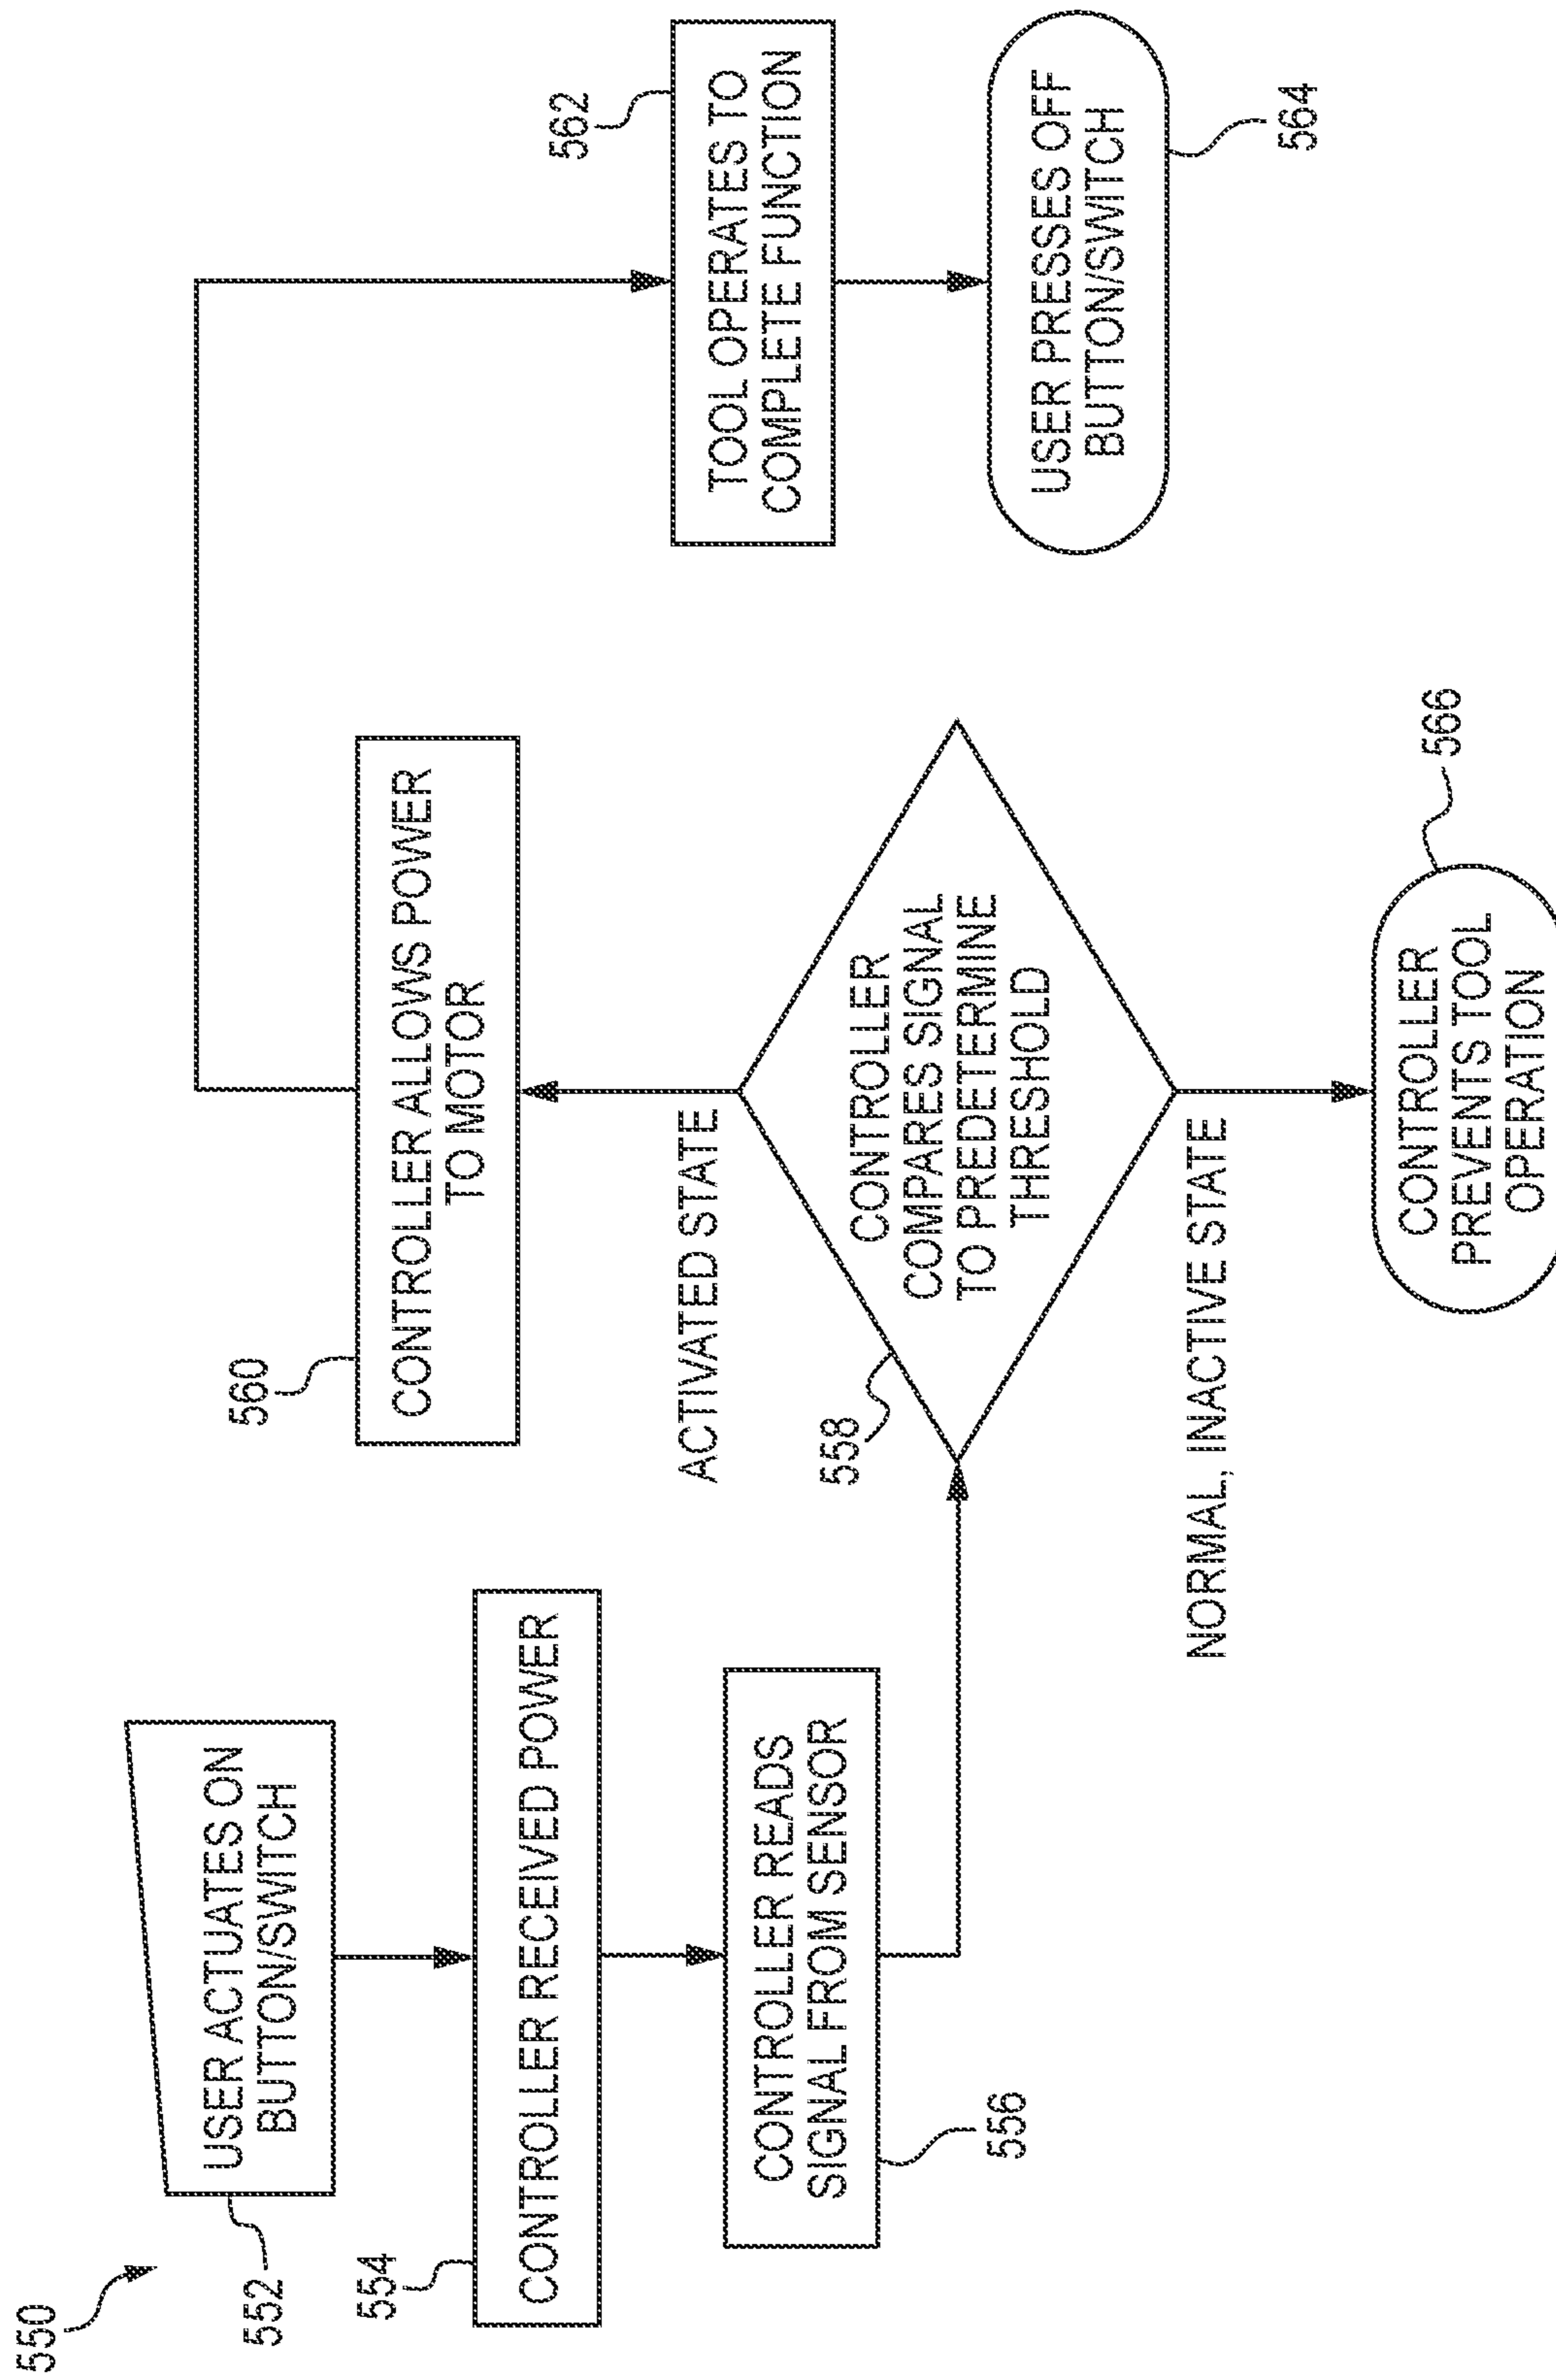 550
552
USER ACTUATES ON
BUTTON/SWITCH
554
CONTROLLER RECEIVED POWER
CONTROLLER READS
SIGNAL FROM SENSOR
556
560
CONTROLLER ALLOWS POWER
TO MOTOR
ACTIVATED STATE
558
CONTROLLER
COMPARES SIGNAL
TO PREDETERMINE
THRESHOLD
NORMAL, INACTIVE STATE
CONTROLLER
PREVENTS TOOL
OPERATION
566
562
TOOL OPERATES TO
COMPLETE FUNCTION
USER PRESSES OFF
BUTTON/SWITCH
564